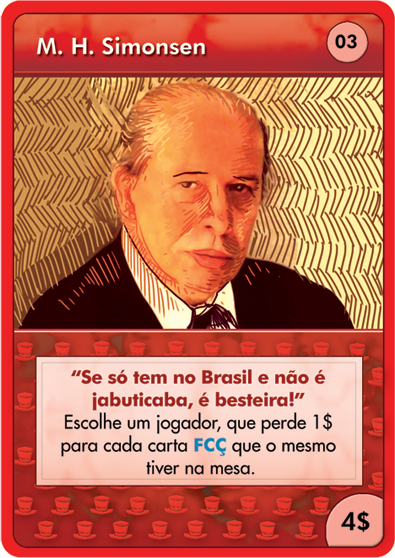 M. H. Simonsen
03
“Se só tem no Brasil e não é
jabuticaba, é besteira!”
Escolhe um jogador, que perde 1$
para cada carta FCÇ que o mesmo
tiver na mesa.
4$